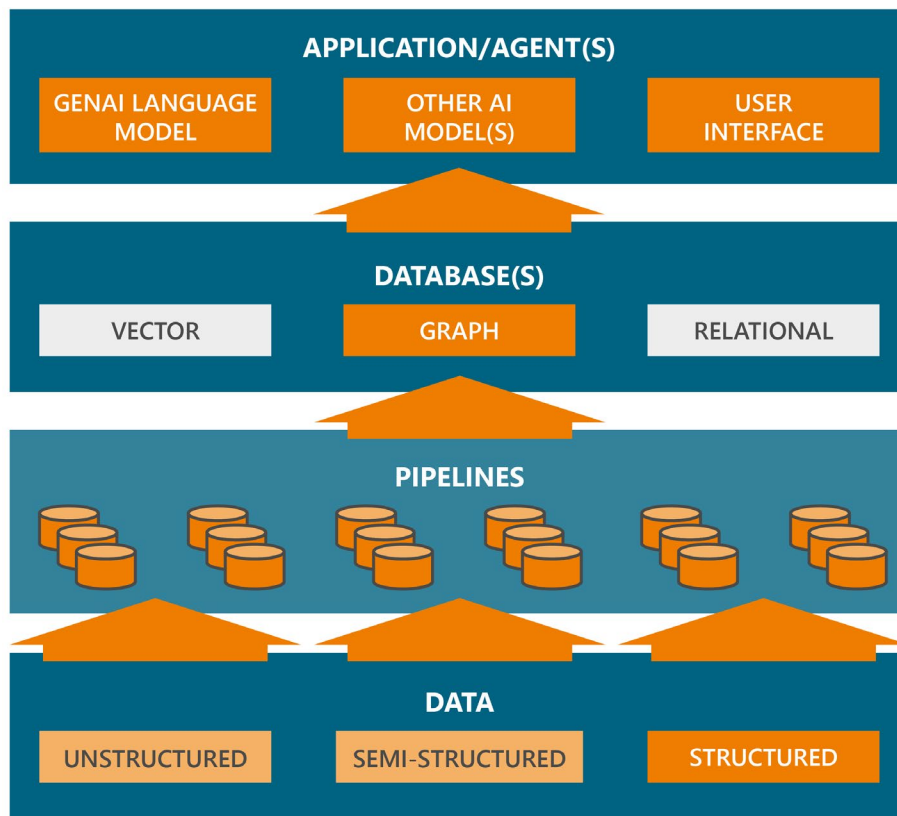 APPLICATION/AGENT(S)
GENAI LANGUAGE
MODEL
OTHER AI
MODEL(S)
USER
INTERFACE
DATABASE(S)
VECTOR
GRAPH
RELATIONAL
PIPELINES
DATA
UNSTRUCTURED
SEMI-STRUCTURED
STRUCTURED